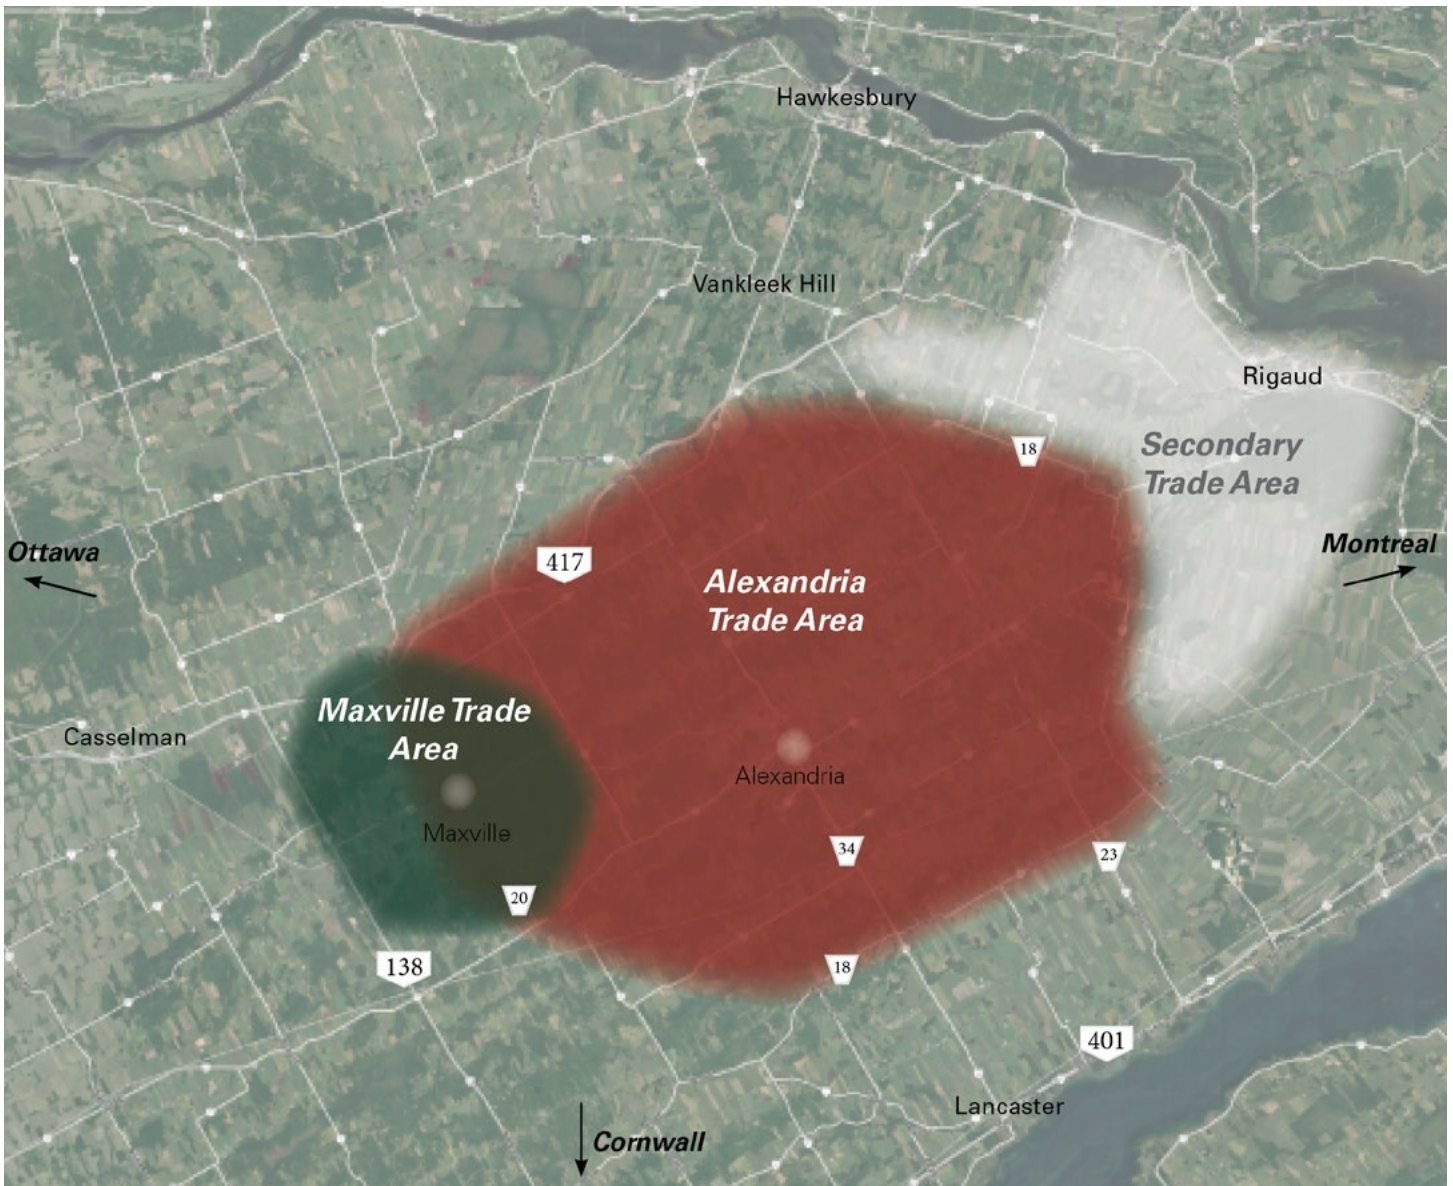 Hawkesbury
Vankleek Hill
Rigaud
Secondary
Trade Area
18
Ottawa
Montreal
417
Alexandria
Trade Area
Maxville Trade
Area
Casselman
Alexandria
Maxville
34
23
20
138
18
401
Lancaster
Cornwall